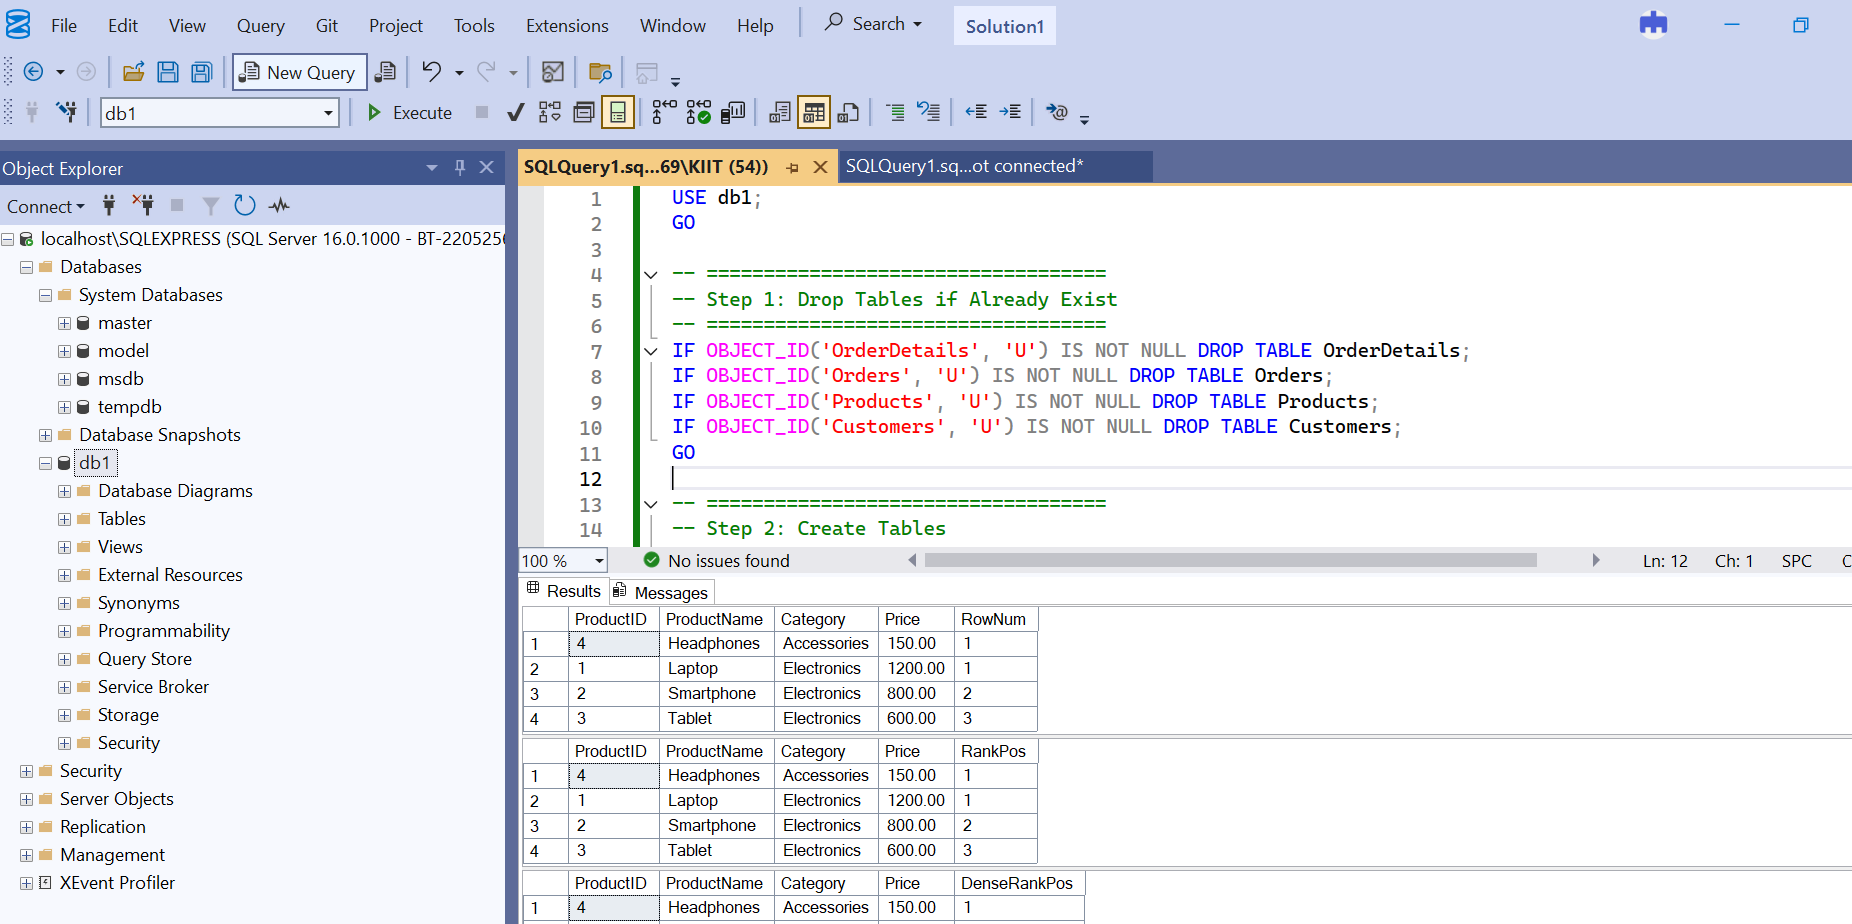 File Edit View Query Git Project Tools Extensions Window Help Search Solution1
New Query
db1 Execute
Object Explorer
Connect
localhost\SQLEXPRESS (SQL Server 16.0.1000 - BT-2205256
Databases
System Databases
master
model
msdb
tempdb
Database Snapshots
db1
Database Diagrams
Tables
Views
External Resources
Synonyms
Programmability
Query Store
Service Broker
Storage
Security
Security
Server Objects
Replication
Management
XEvent Profiler
SQLQuery1.sq...69\KIIT (54)) SQLQuery1.sq...ot connected*
1 USE db1;
2 GO
3
4 -- ===================================
5 -- Step 1: Drop Tables if Already Exist
6 -- ===================================
7 IF OBJECT_ID('OrderDetails', 'U') IS NOT NULL DROP TABLE OrderDetails;
8 IF OBJECT_ID('Orders', 'U') IS NOT NULL DROP TABLE Orders;
9 IF OBJECT_ID('Products', 'U') IS NOT NULL DROP TABLE Products;
10 IF OBJECT_ID('Customers', 'U') IS NOT NULL DROP TABLE Customers;
11 GO
12
13 -- ===================================
14 -- Step 2: Create Tables
100 % No issues found Ln: 12 Ch: 1 SPC
Results Messages
ProductID ProductName Category Price RowNum
1 4 Headphones Accessories 150.00 1
2 1 Laptop Electronics 1200.00 1
3 2 Smartphone Electronics 800.00 2
4 3 Tablet Electronics 600.00 3
ProductID ProductName Category Price RankPos
1 4 Headphones Accessories 150.00 1
2 1 Laptop Electronics 1200.00 1
3 2 Smartphone Electronics 800.00 2
4 3 Tablet Electronics 600.00 3
ProductID ProductName Category Price DenseRankPos
1 4 Headphones Accessories 150.00 1